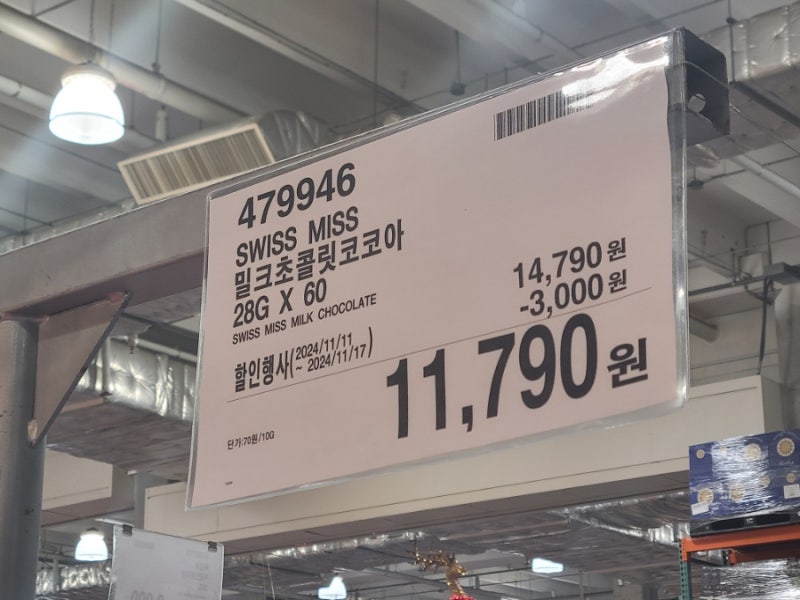 479946
SWISS MISS
밀크초콜릿코코아
28G X 60
SWISS MISS MILK CHOCOLATE
14,790 원
-3,000 원
할인행사( 2024/11/11
~ 2024/11/17)
11,790 원
단가:70원/10G